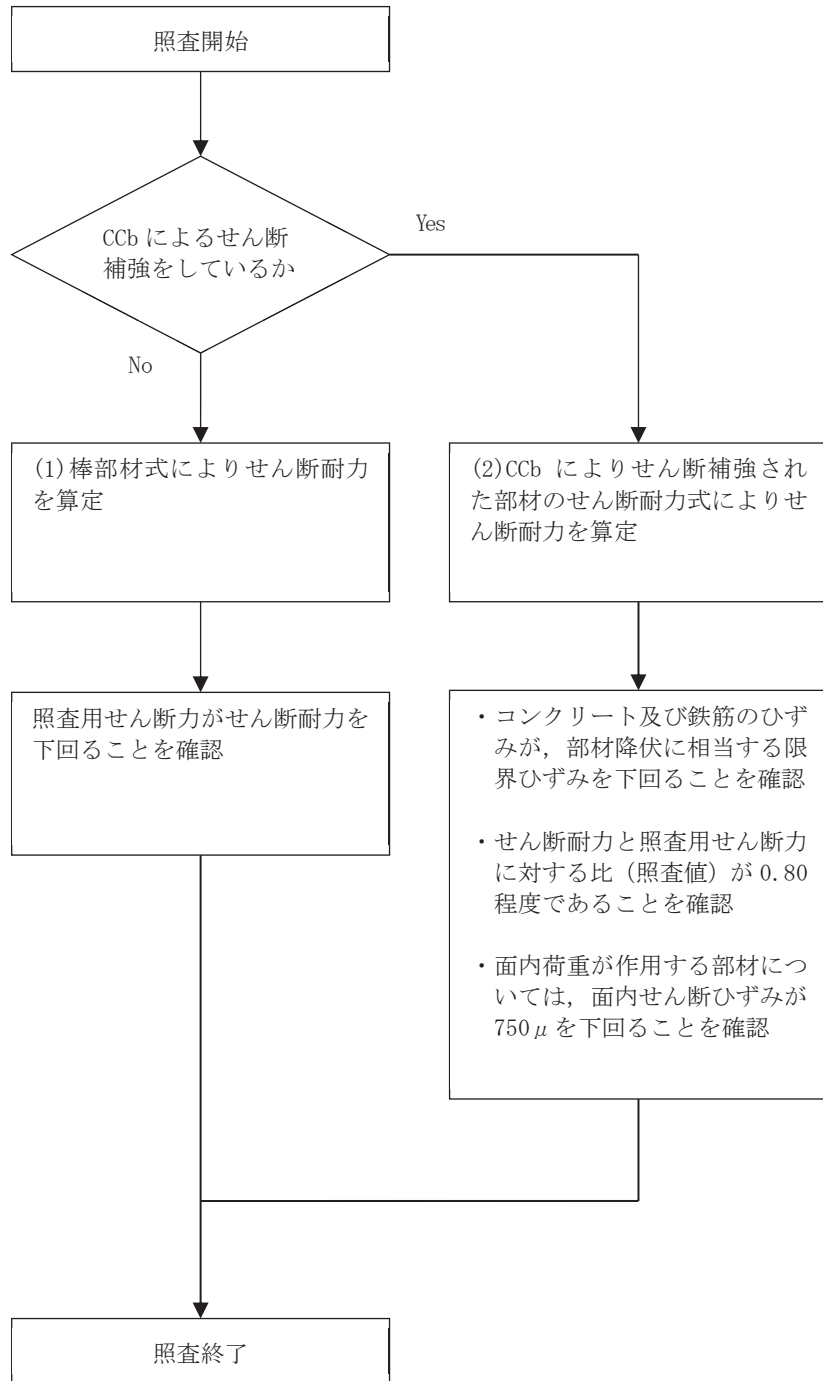 照査開始
CCb によるせん断
補強をしているか
Yes
No
(1)棒部材式によりせん断耐力
を算定
(2)CCb によりせん断補強され
た部材のせん断耐力式によりせ
ん断耐力を算定
照査用せん断力がせん断耐力を
下回ることを確認
・コンクリート及び鉄筋のひず
みが，部材降伏に相当する限
界ひずみを下回ることを確認
・せん断耐力と照査用せん断力
に対する比（照査値）が 0.80
程度であることを確認
・面内荷重が作用する部材につ
いては，面内せん断ひずみが
750μを下回ることを確認
照査終了